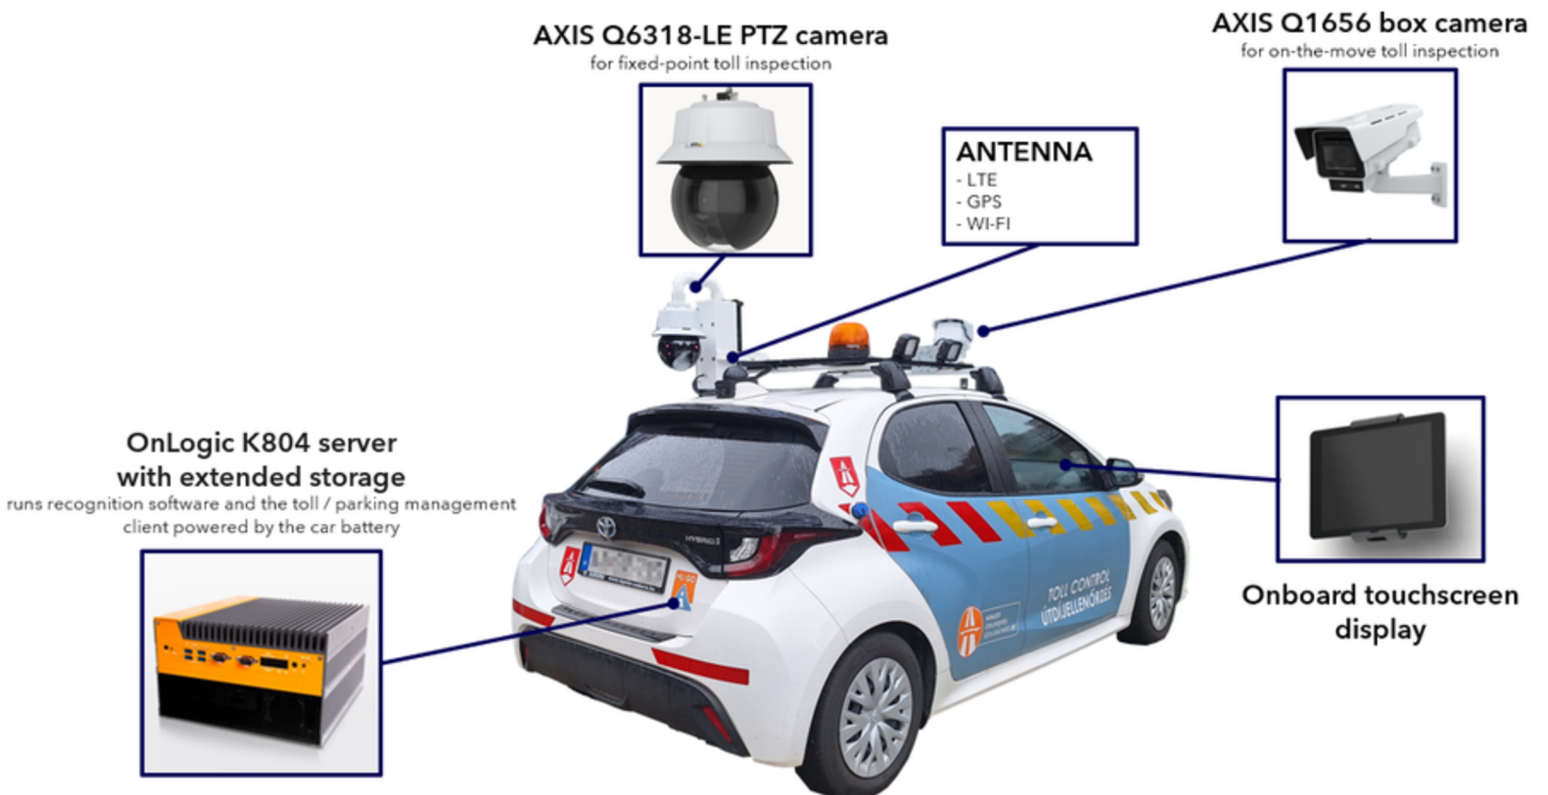 AXIS Q6318-LE PTZ camera
for fixed-point toll inspection
AXIS Q1656 box camera
for on-the-move toll inspection
ANTENNA
- LTE
- GPS
- WI-FI
OnLogic K804 server
with extended storage
runs recognition software and the toll / parking management
client powered by the car battery
HYBRID
HU-GO
TOLL CONTROL
ÚTDÍJELLENŐRZÉS
Onboard touchscreen
display